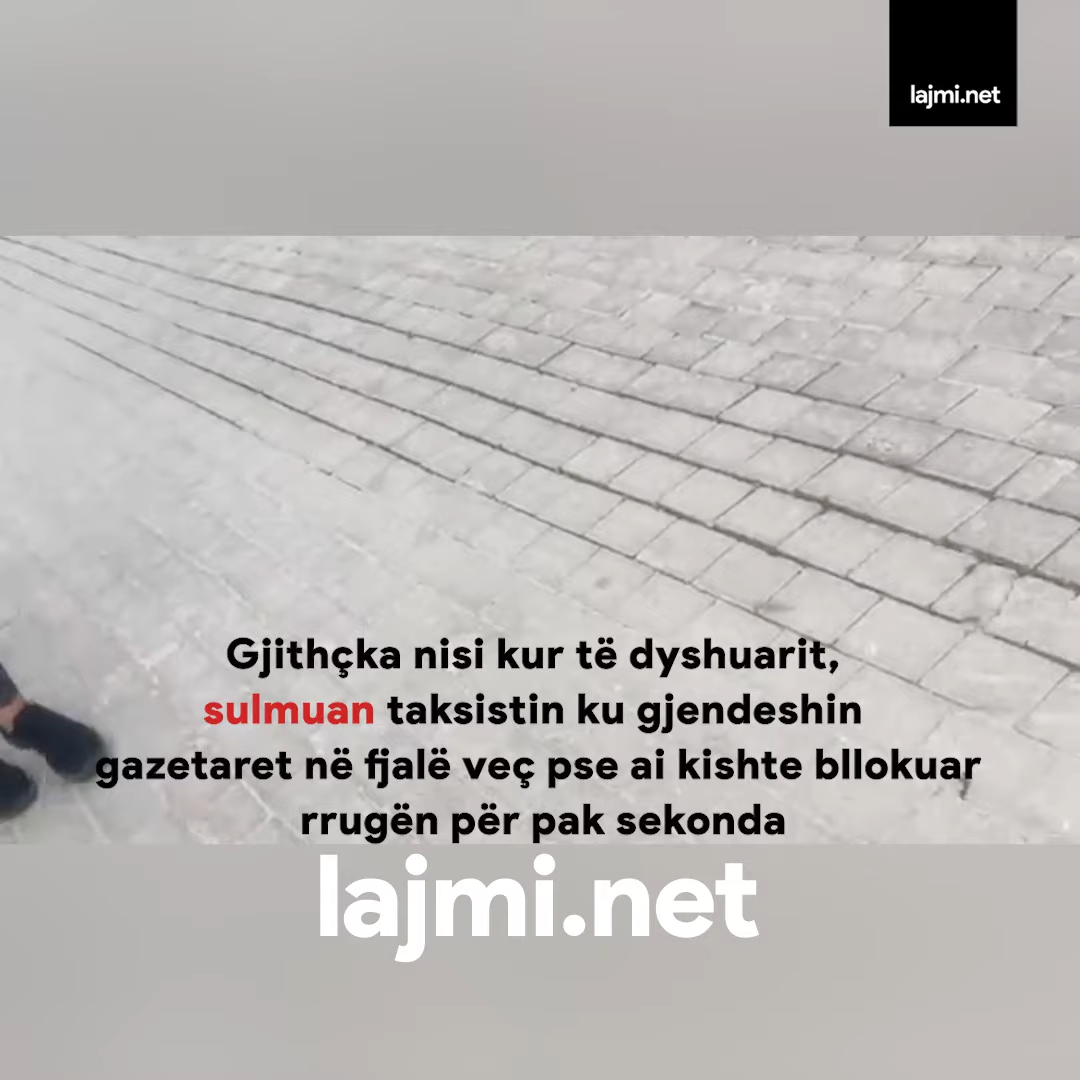 lajmi.net
Gjithçka nisi kur të dyshuarit,
sulmuan taksistin ku gjendeshin
gazetaret në fjalë veç pse ai kishte bllokuar
rrugën për pak sekonda
lajmi.net